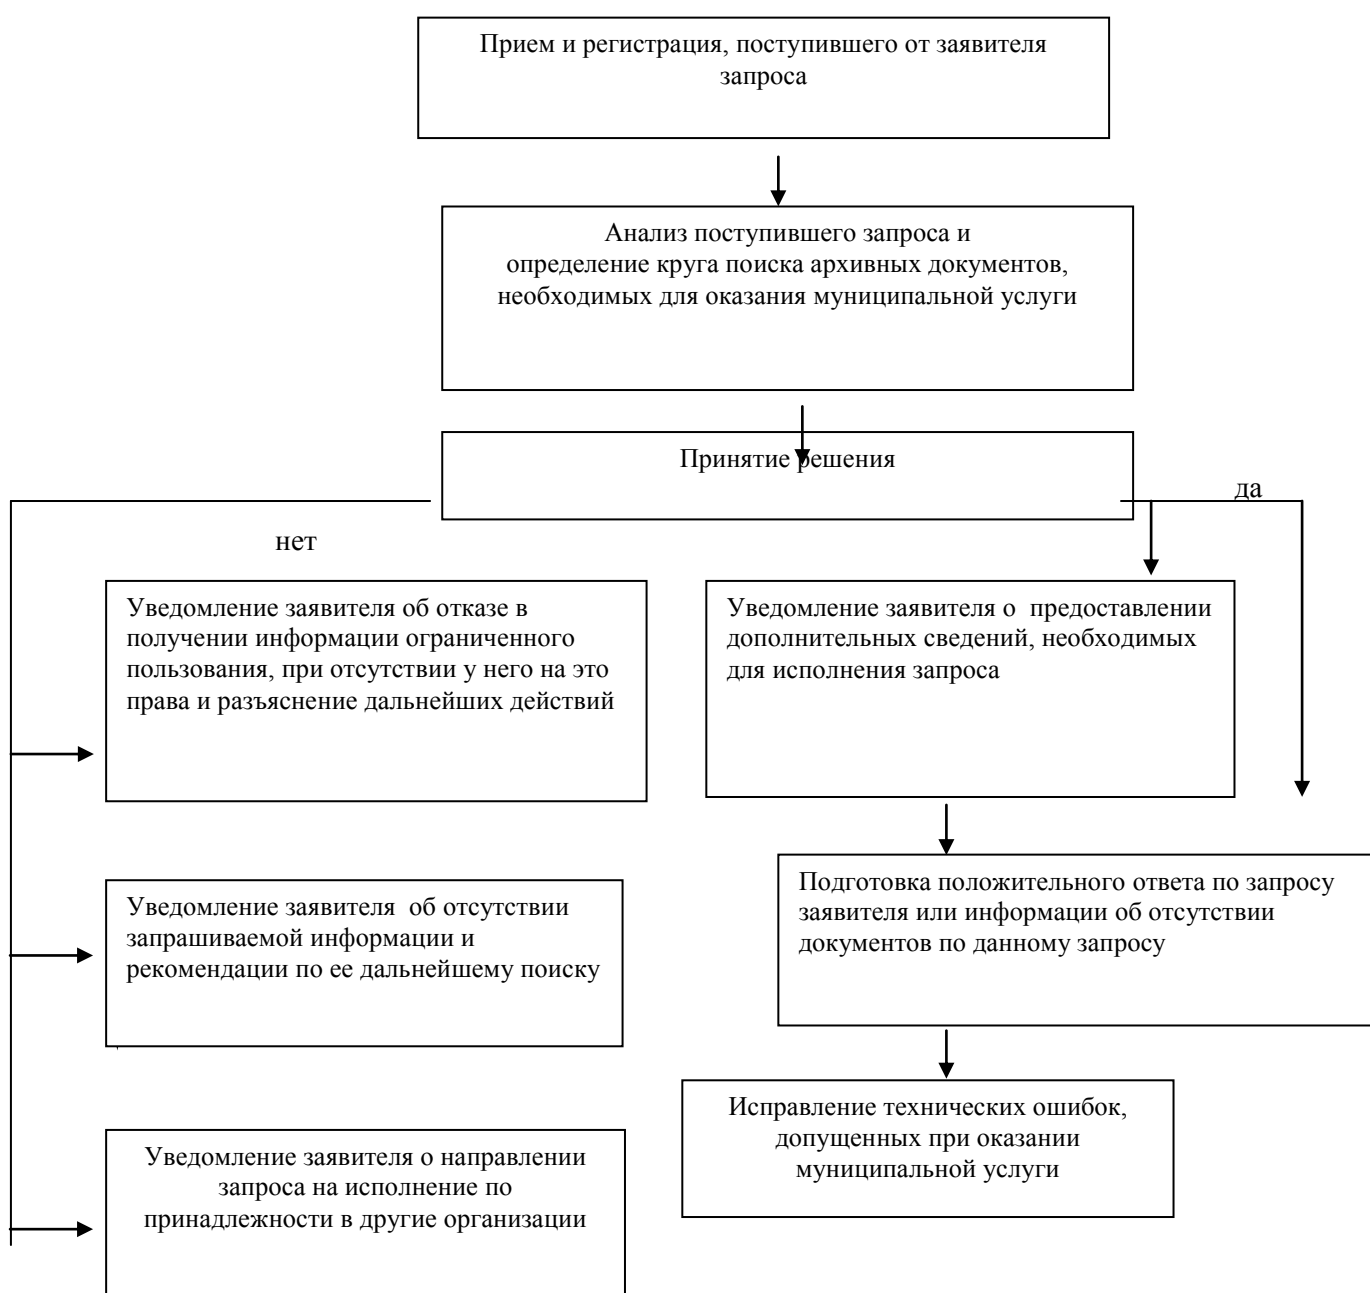 Прием и регистрация, поступившего от заявителя
запроса
Анализ поступившего запроса и
определение круга поиска архивных документов,
необходимых для оказания муниципальной услуги
Принятие решения
да
нет
Уведомление заявителя об отказе в
получении информации ограниченного
пользования, при отсутствии у него на это
права и разъяснение дальнейших действий
Уведомление заявителя о  предоставлении
дополнительных сведений, необходимых
для исполнения запроса
Уведомление заявителя  об отсутствии
запрашиваемой информации и
рекомендации по ее дальнейшему поиску
Подготовка положительного ответа по запросу
заявителя или информации об отсутствии
документов по данному запросу
Исправление технических ошибок,
допущенных при оказании
муниципальной услуги
Уведомление заявителя о направлении
запроса на исполнение по
принадлежности в другие организации